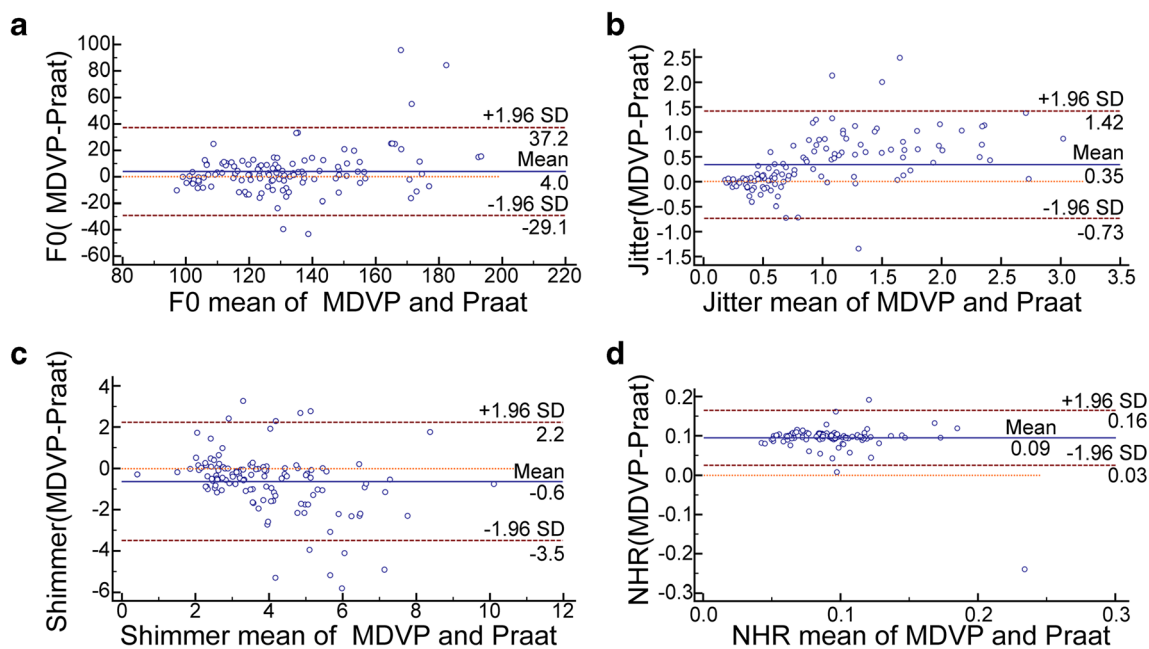 a
F0( MDVP-Praat)
100
80
60
40
20
0
-20
-40
-60
+1.96 SD
37.2
Mean
4.0
-1.96 SD
-29.1
80 100 120 140 160 180 200 220
F0 mean of MDVP and Praat
b
Jitter(MDVP-Praat)
2.5
2.0
1.5
1.0
0.5
0.0
-0.5
-1.0
-1.5
+1.96 SD
1.42
Mean
0.35
-1.96 SD
-0.73
0.0 0.5 1.0 1.5 2.0 2.5 3.0 3.5
Jitter mean of MDVP and Praat
c
Shimmer(MDVP-Praat)
4
2
0
-2
-4
-6
+1.96 SD
2.2
Mean
-0.6
-1.96 SD
-3.5
0 2 4 6 8 10 12
Shimmer mean of MDVP and Praat
d
NHR(MDVP-Praat)
0.2
0.1
0.0
-0.1
-0.2
-0.3
+1.96 SD
0.16
Mean
0.09
-1.96 SD
0.03
0.0 0.1 0.2 0.3
NHR mean of MDVP and Praat